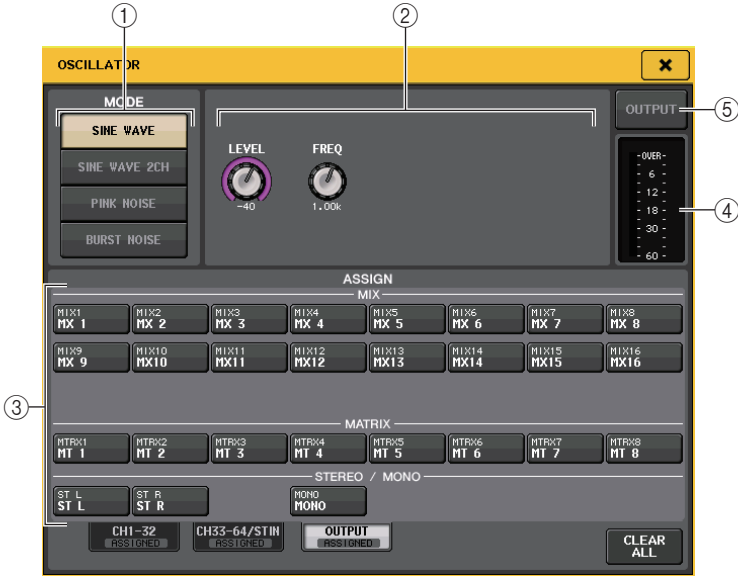 ① ②
OSCILLATOR
MODE
SINE WAVE
SINE WAVE 2CH
PINK NOISE
BURST NOISE
LEVEL FREQ
-40 1.00k
OUTPUT ⑤
-OVER-
6
12
18 ④
30
60
ASSIGN
MIX
MIX1 MIX2 MIX3 MIX4 MIX5 MIX6 MIX7 MIX8
MX 1 MX 2 MX 3 MX 4 MX 5 MX 6 MX 7 MX 8
MIX9 MIX10 MIX11 MIX12 MIX13 MIX14 MIX15 MIX16
MX 9 MX10 MX11 MX12 MX13 MX14 MX15 MX16
③
MATRIX
MTRX1 MTRX2 MTRX3 MTRX4 MTRX5 MTRX6 MTRX7 MTRX8
MT 1 MT 2 MT 3 MT 4 MT 5 MT 6 MT 7 MT 8
STEREO / MONO
ST L ST R MONO
ST L ST R MONO
CH1-32 CH33-64/STIN OUTPUT
ASSIGNED ASSIGNED ASSIGNED
CLEAR
ALL